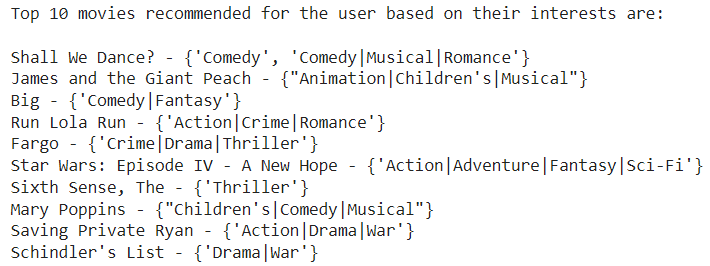 Top 10 movies recommended for the user based on their interests are:
Shall We Dance? - {'Comedy', 'Comedy|Musical|Romance'}
James and the Giant Peach - {"Animation|Children's|Musical"}
Big - {'Comedy|Fantasy'}
Run Lola Run - {'Action|Crime|Romance'}
Fargo - {'Crime|Drama|Thriller'}
Star Wars: Episode IV - A New Hope - {'Action|Adventure|Fantasy|Sci-Fi'}
Sixth Sense, The - {'Thriller'}
Mary Poppins - {"Children's|Comedy|Musical"}
Saving Private Ryan - {'Action|Drama|War'}
Schindler's List - {'Drama|War'}